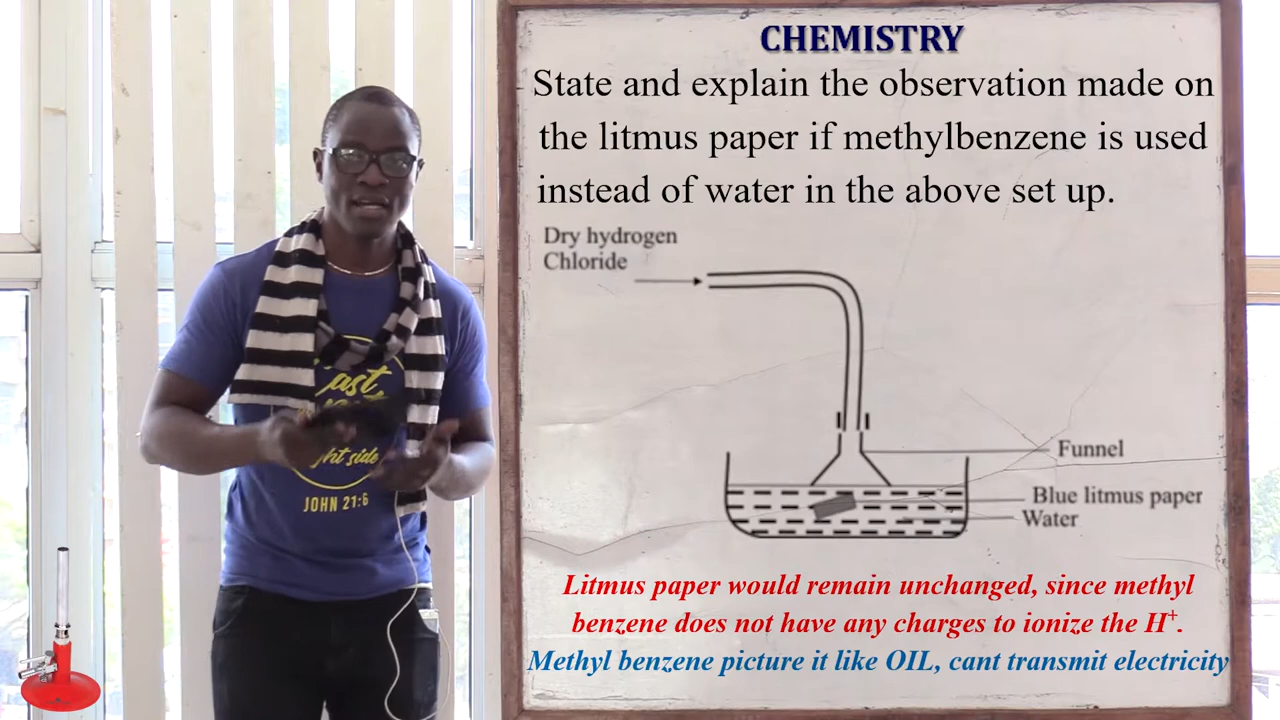 CHEMISTRY
State and explain the observation made on
the litmus paper if methylbenzene is used
instead of water in the above set up.
Dry hydrogen
Chloride
Funnel
Blue litmus paper
Water
Litmus paper would remain unchanged, since methyl
benzene does not have any charges to ionize the H⁺.
Methyl benzene picture it like OIL, cant transmit electricity
ast
ght side
JOHN 21:6